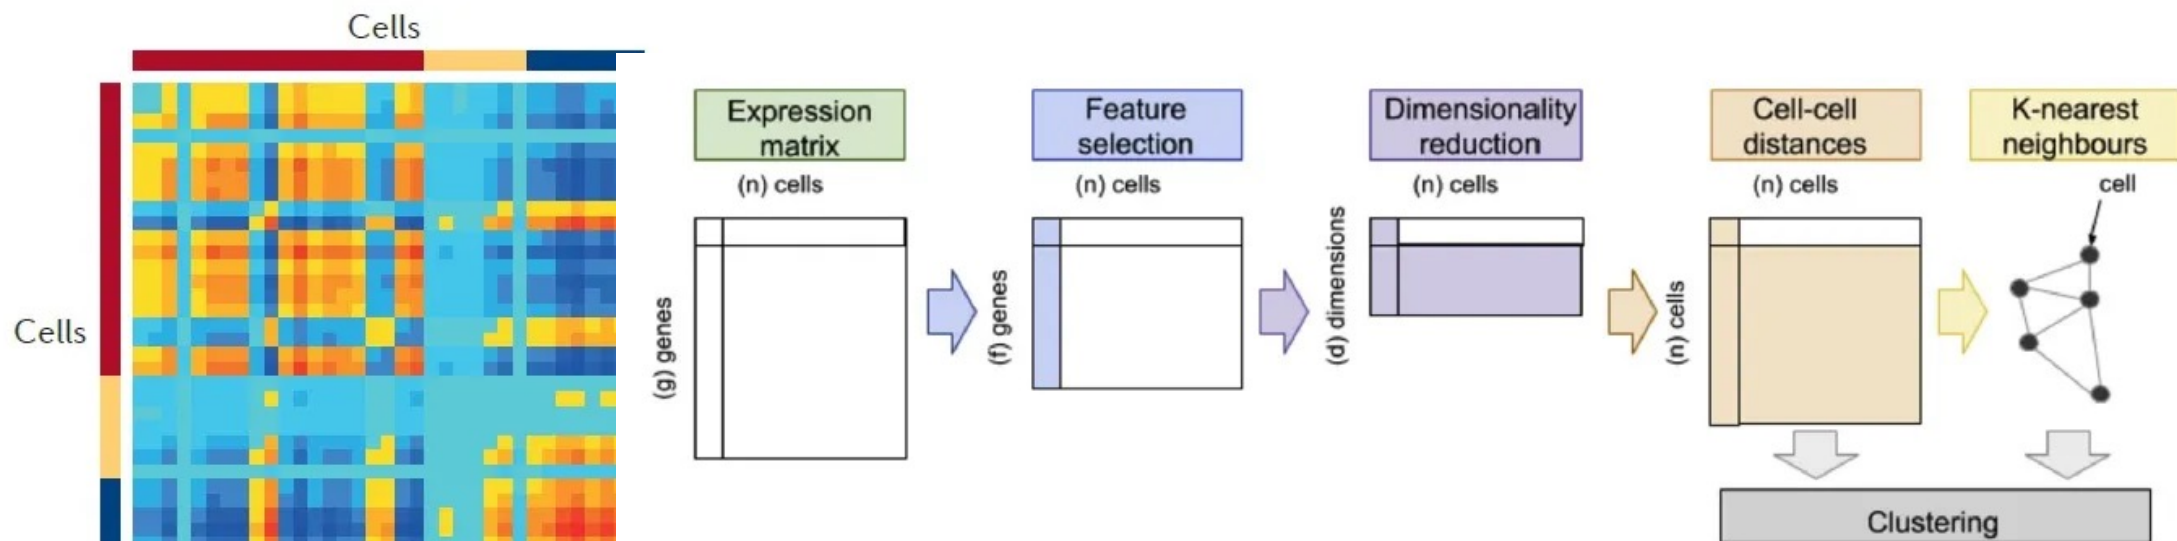 Cells
Cells
Expression
matrix
(n) cells
(g) genes
Feature
selection
(n) cells
(f) genes
Dimensionality
reduction
(n) cells
(d) dimensions
Cell-cell
distances
(n) cells
(n) cells
K-nearest
neighbours
cell
Clustering